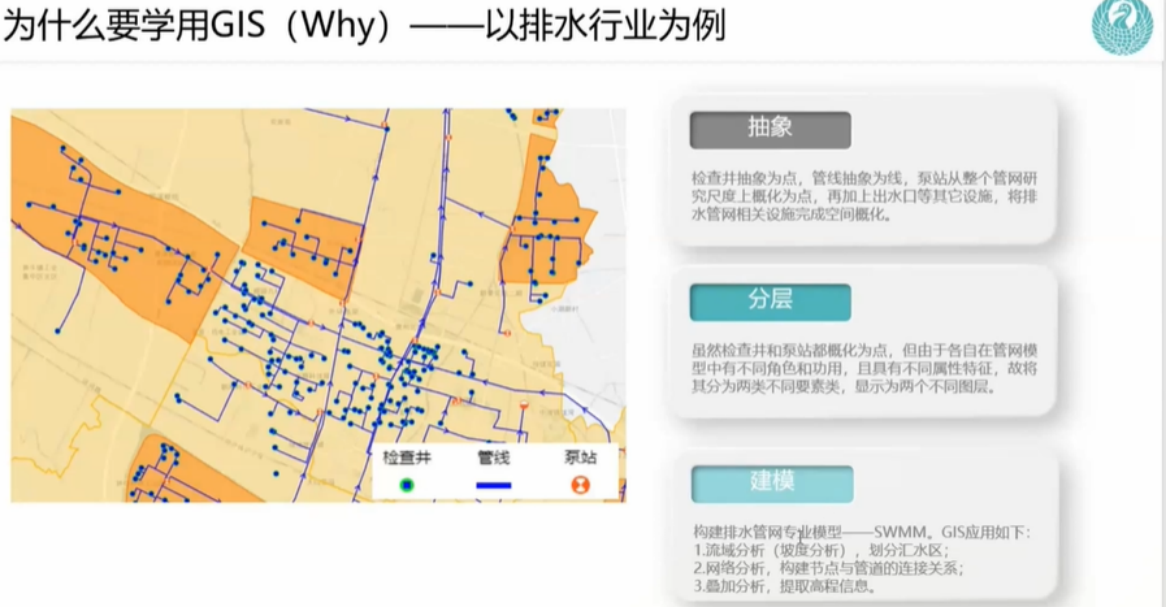 为什么要学用GIS（Why）——以排水行业为例
检查井
管线
泵站
抽象
检查井抽象为点，管线抽象为线，泵站从整个管网研
究尺度上概化为点，再加上出水口等其它设施，将排
水管网相关设施完成空间概化。
分层
虽然检查井和泵站都概化为点，但由于各自在管网模
型中有不同角色和功用，且具有不同属性特征，故将
其分为两类不同要素类，显示为两个不同图层。
建模
构建排水管网专业模型——SWMM。GIS应用如下：
1.流域分析（坡度分析），划分汇水区；
2.网络分析，构建节点与管道的连接关系；
3.叠加分析，提取高程信息。